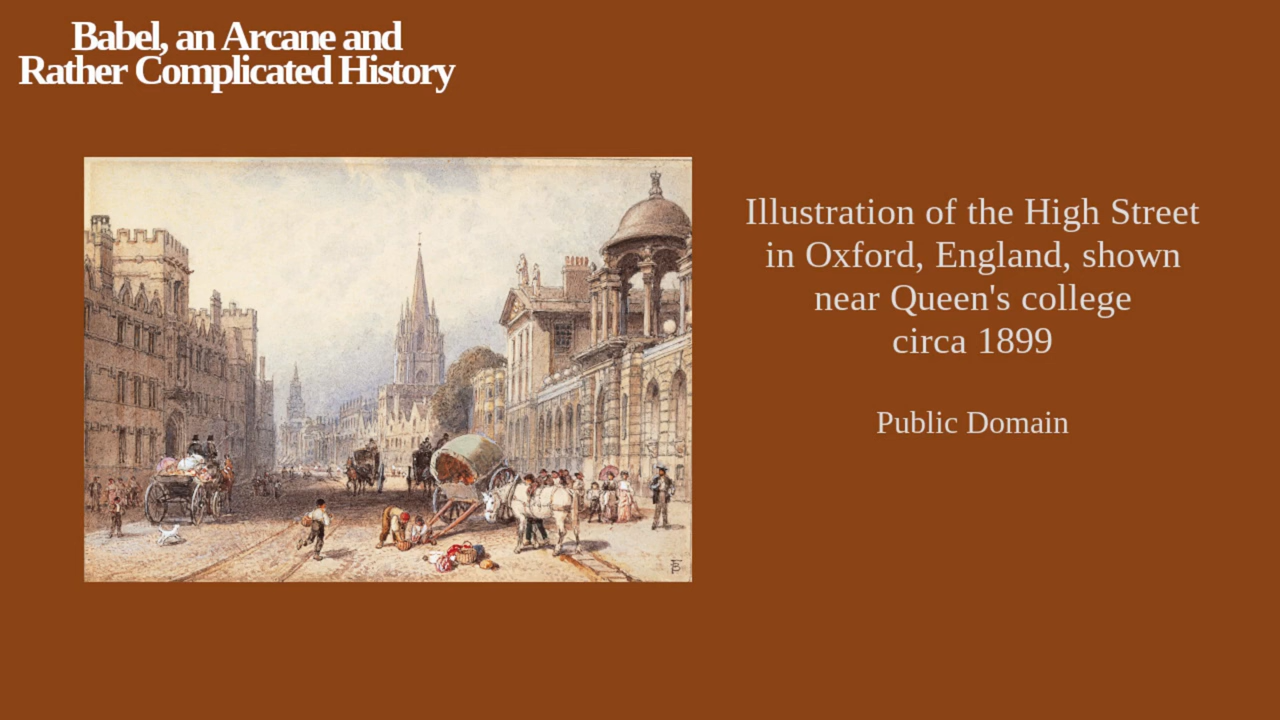 Babel, an Arcane and
Rather Complicated History
Illustration of the High Street
in Oxford, England, shown
near Queen's college
circa 1899
Public Domain